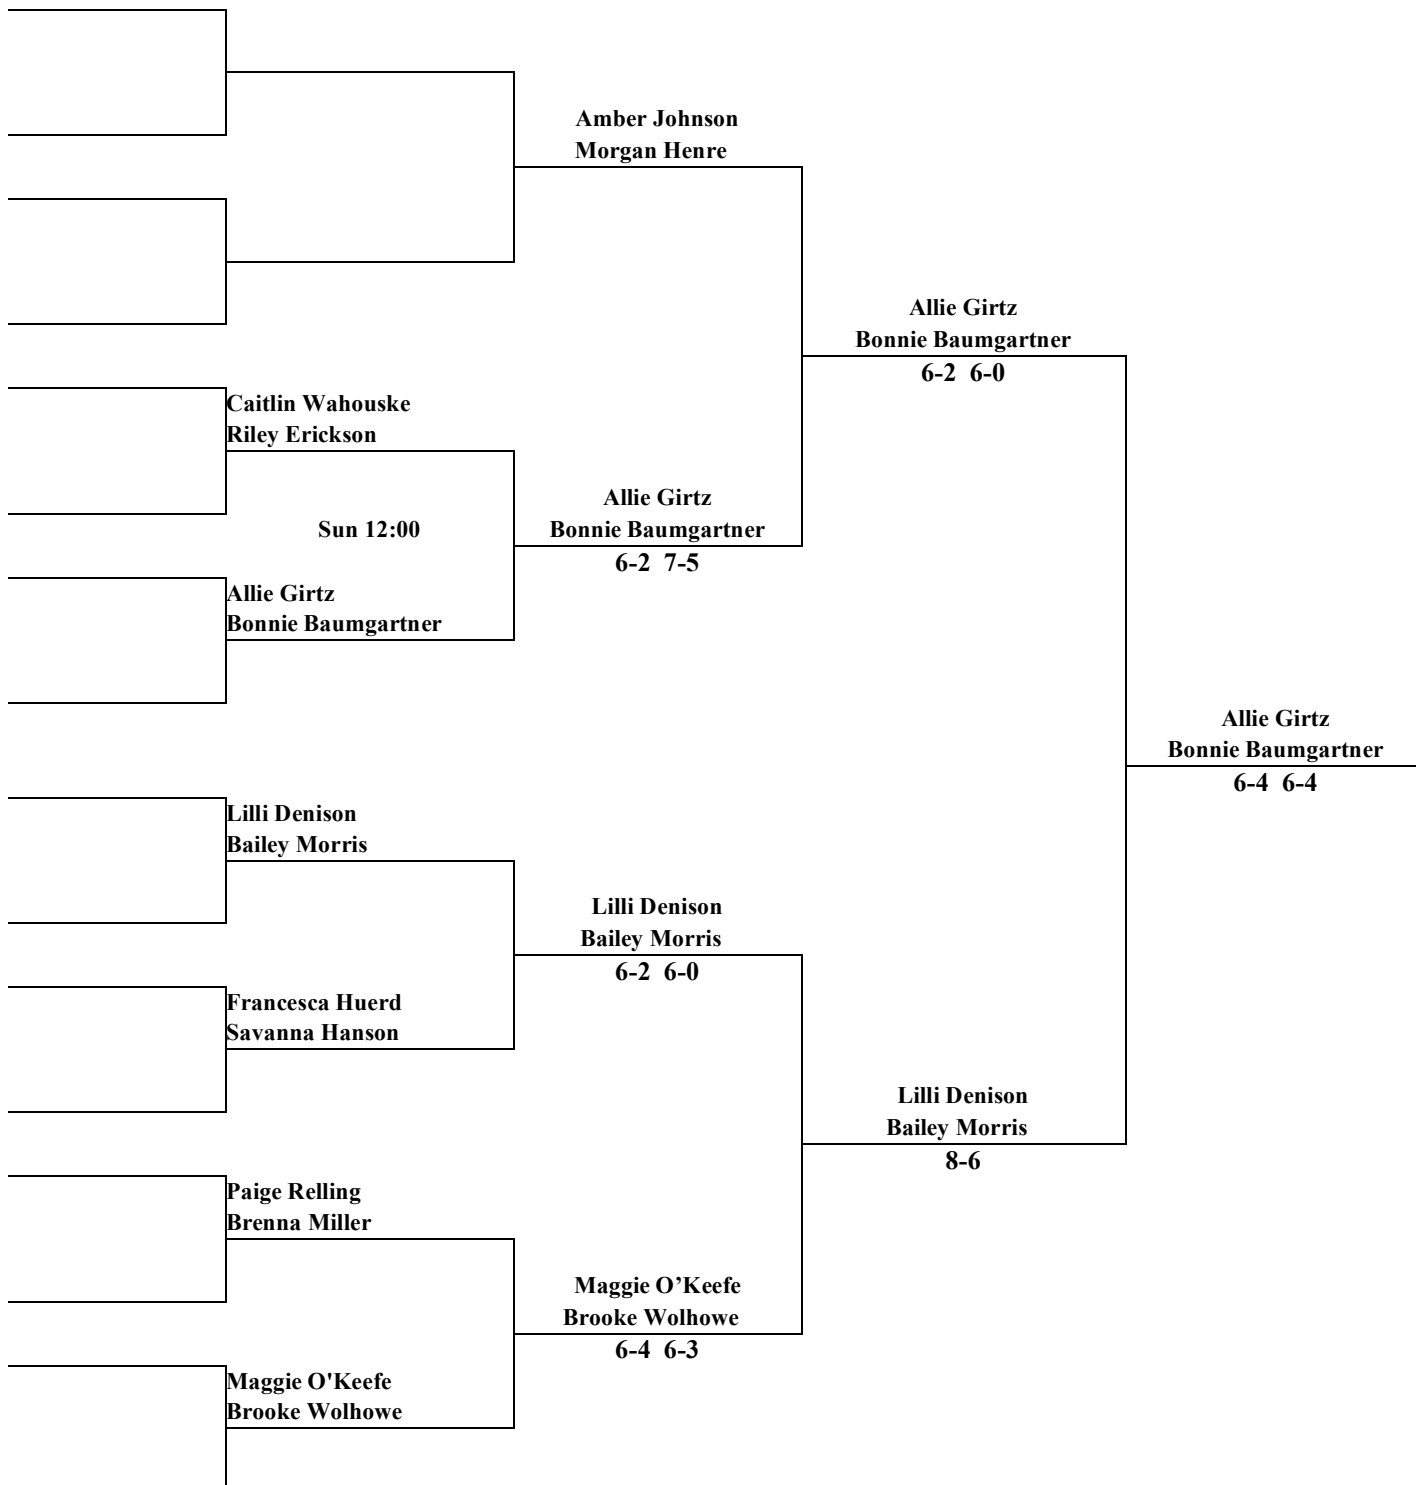 Amber Johnson
Morgan Henre
Allie Girtz
Bonnie Baumgartner
6-2 6-0
Caitlin Wahouske
Riley Erickson
Sun 12:00
Allie Girtz
Bonnie Baumgartner
6-2 7-5
Allie Girtz
Bonnie Baumgartner
Allie Girtz
Bonnie Baumgartner
6-4 6-4
Lilli Denison
Bailey Morris
Lilli Denison
Bailey Morris
6-2 6-0
Francesca Huerd
Savanna Hanson
Lilli Denison
Bailey Morris
8-6
Paige Relling
Brenna Miller
Maggie O’Keefe
Brooke Wolhowe
6-4 6-3
Maggie O'Keefe
Brooke Wolhowe